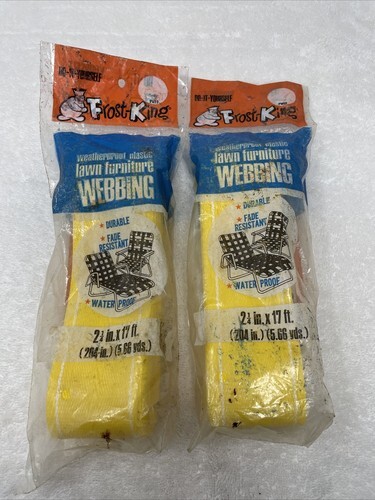 DO-IT-YOURSELF
Frost King
weatherproof plastic
lawn furniture
WEBBING
★ DURABLE
★ FADE
RESISTANT
★ WATER PROOF
2¼ in. x 17 ft.
(204 in.) (5.66 yds.)
DO-IT-YOURSELF
Frost King
weatherproof plastic
lawn furniture
WEBBING
★ DURABLE
★ FADE
RESISTANT
★ WATER PROOF
2¼ in. x 17 ft.
(204 in.) (5.66 yds.)